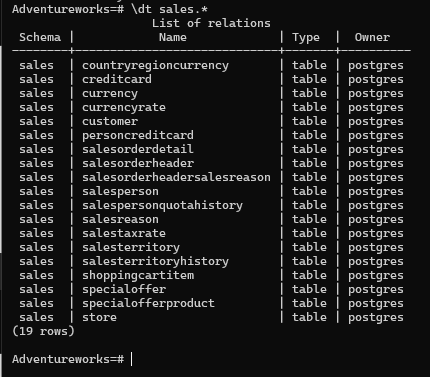 Adventureworks=# \dt sales.*
List of relations
Schema | Name | Type | Owner
--------+---------------------------+-------+----------
sales | countryregioncurrency | table | postgres
sales | creditcard | table | postgres
sales | currency | table | postgres
sales | currencyrate | table | postgres
sales | customer | table | postgres
sales | personcreditcard | table | postgres
sales | salesorderdetail | table | postgres
sales | salesorderheader | table | postgres
sales | salesorderheadersalesreason | table | postgres
sales | salesperson | table | postgres
sales | salespersonquotahistory | table | postgres
sales | salesreason | table | postgres
sales | salestaxrate | table | postgres
sales | salesterritory | table | postgres
sales | salesterritoryhistory | table | postgres
sales | shoppingcartitem | table | postgres
sales | specialoffer | table | postgres
sales | specialofferproduct | table | postgres
sales | store | table | postgres
(19 rows)
Adventureworks=#